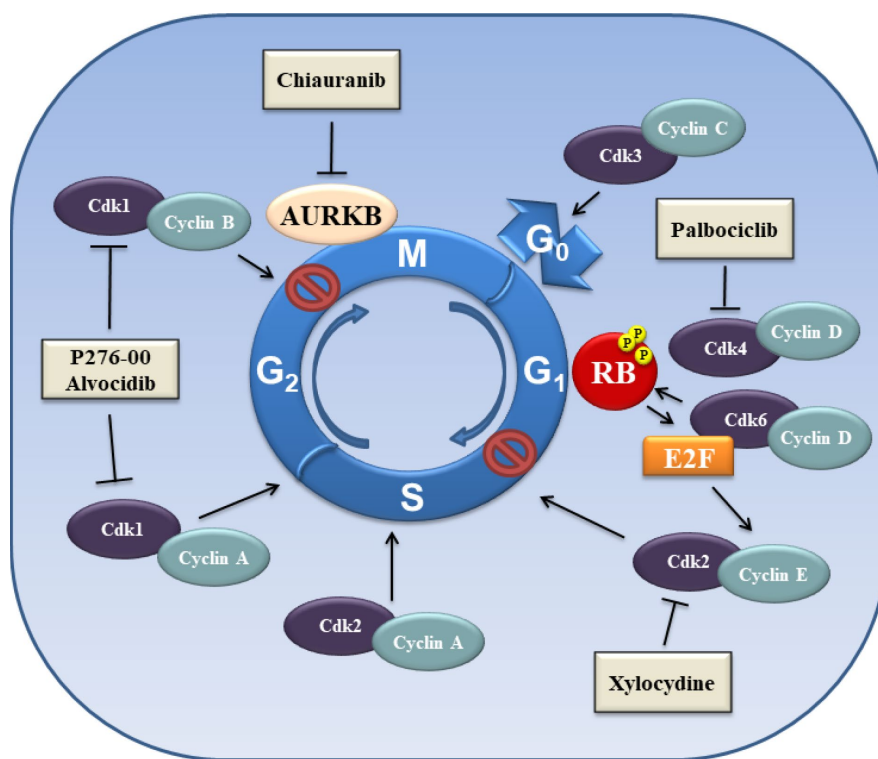 Chiauranib
Cyclin C
Cdk3
Cdk1
Cyclin B
AURKB
M
G0
Palbociclib
Cyclin D
Cdk4
P276-00
Alvocidib
G2
G1
RB
P
P
P
Cdk6
Cyclin D
E2F
S
Cdk1
Cyclin A
Cdk2
Cyclin E
Cdk2
Cyclin A
Xylocydine